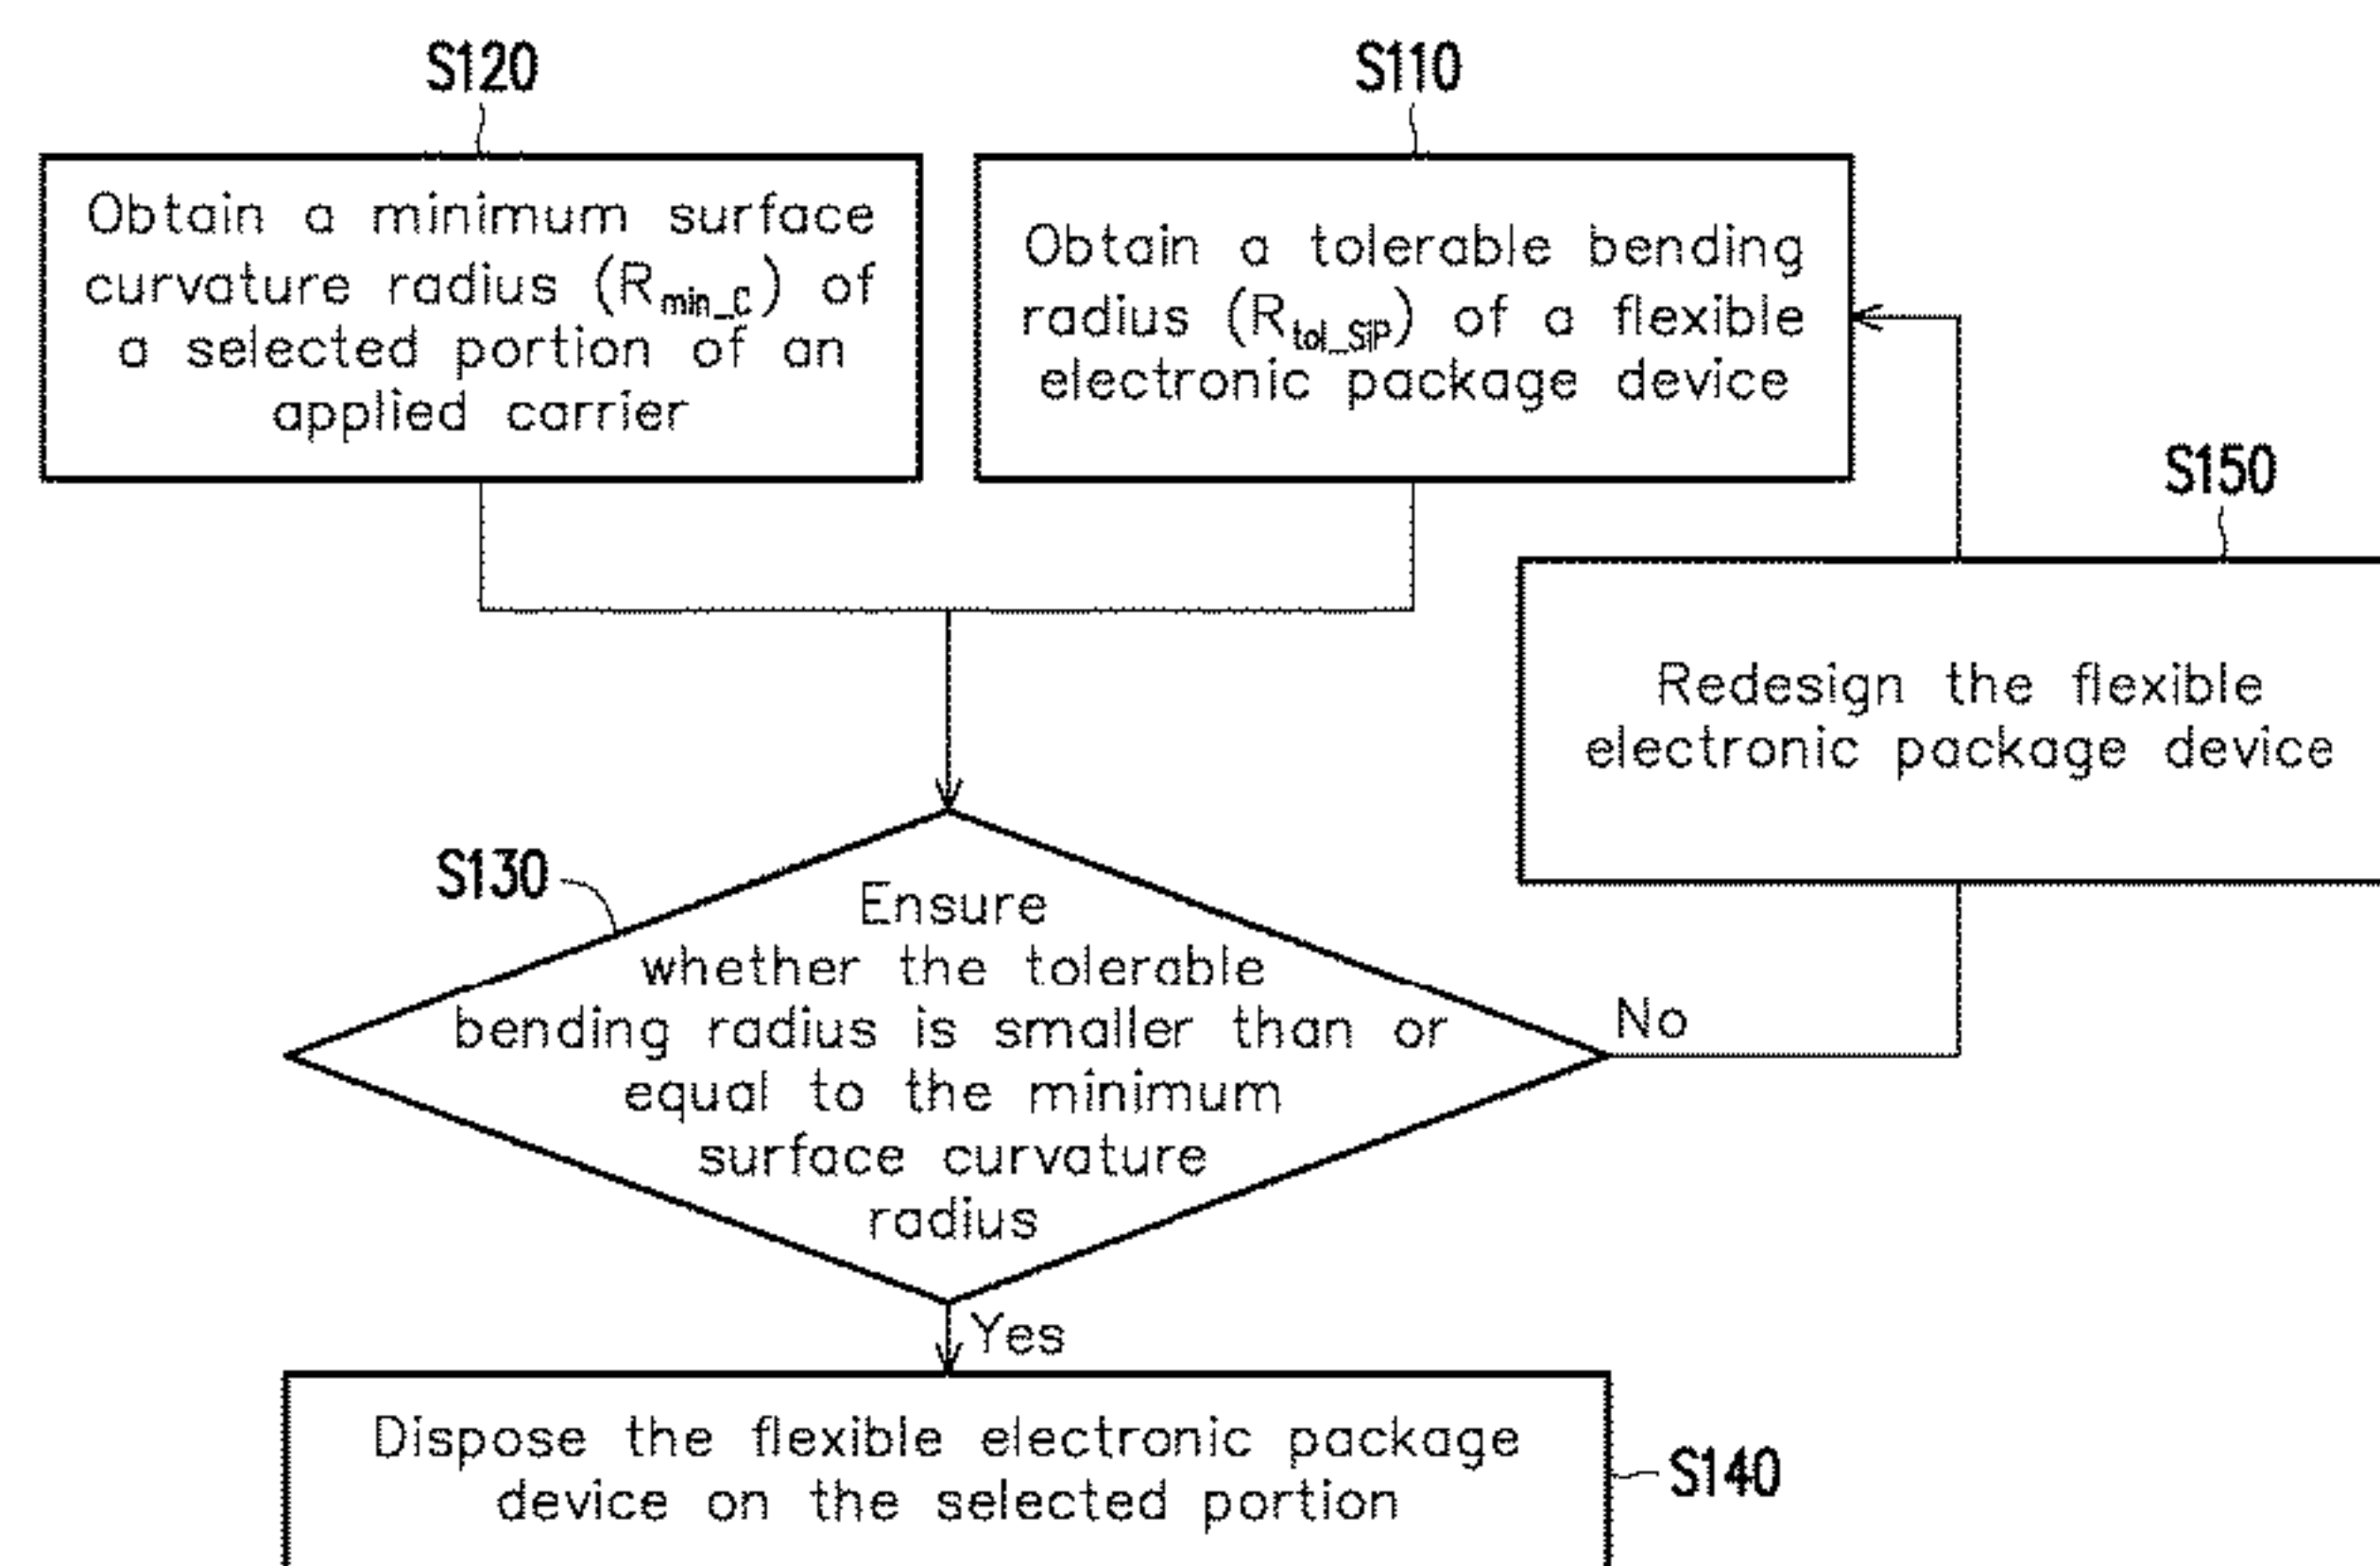 S120
Obtain a minimum surface
curvature radius (Rmin_C) of
a selected portion of an
applied carrier
S110
Obtain a tolerable bending
radius (Rtol_SP) of a flexible
electronic package device
S150
Redesign the flexible
electronic package device
S130
Ensure
whether the tolerable
bending radius is smaller than or
equal to the minimum
surface curvature
radius
No
Yes
Dispose the flexible electronic package
device on the selected portion
S140